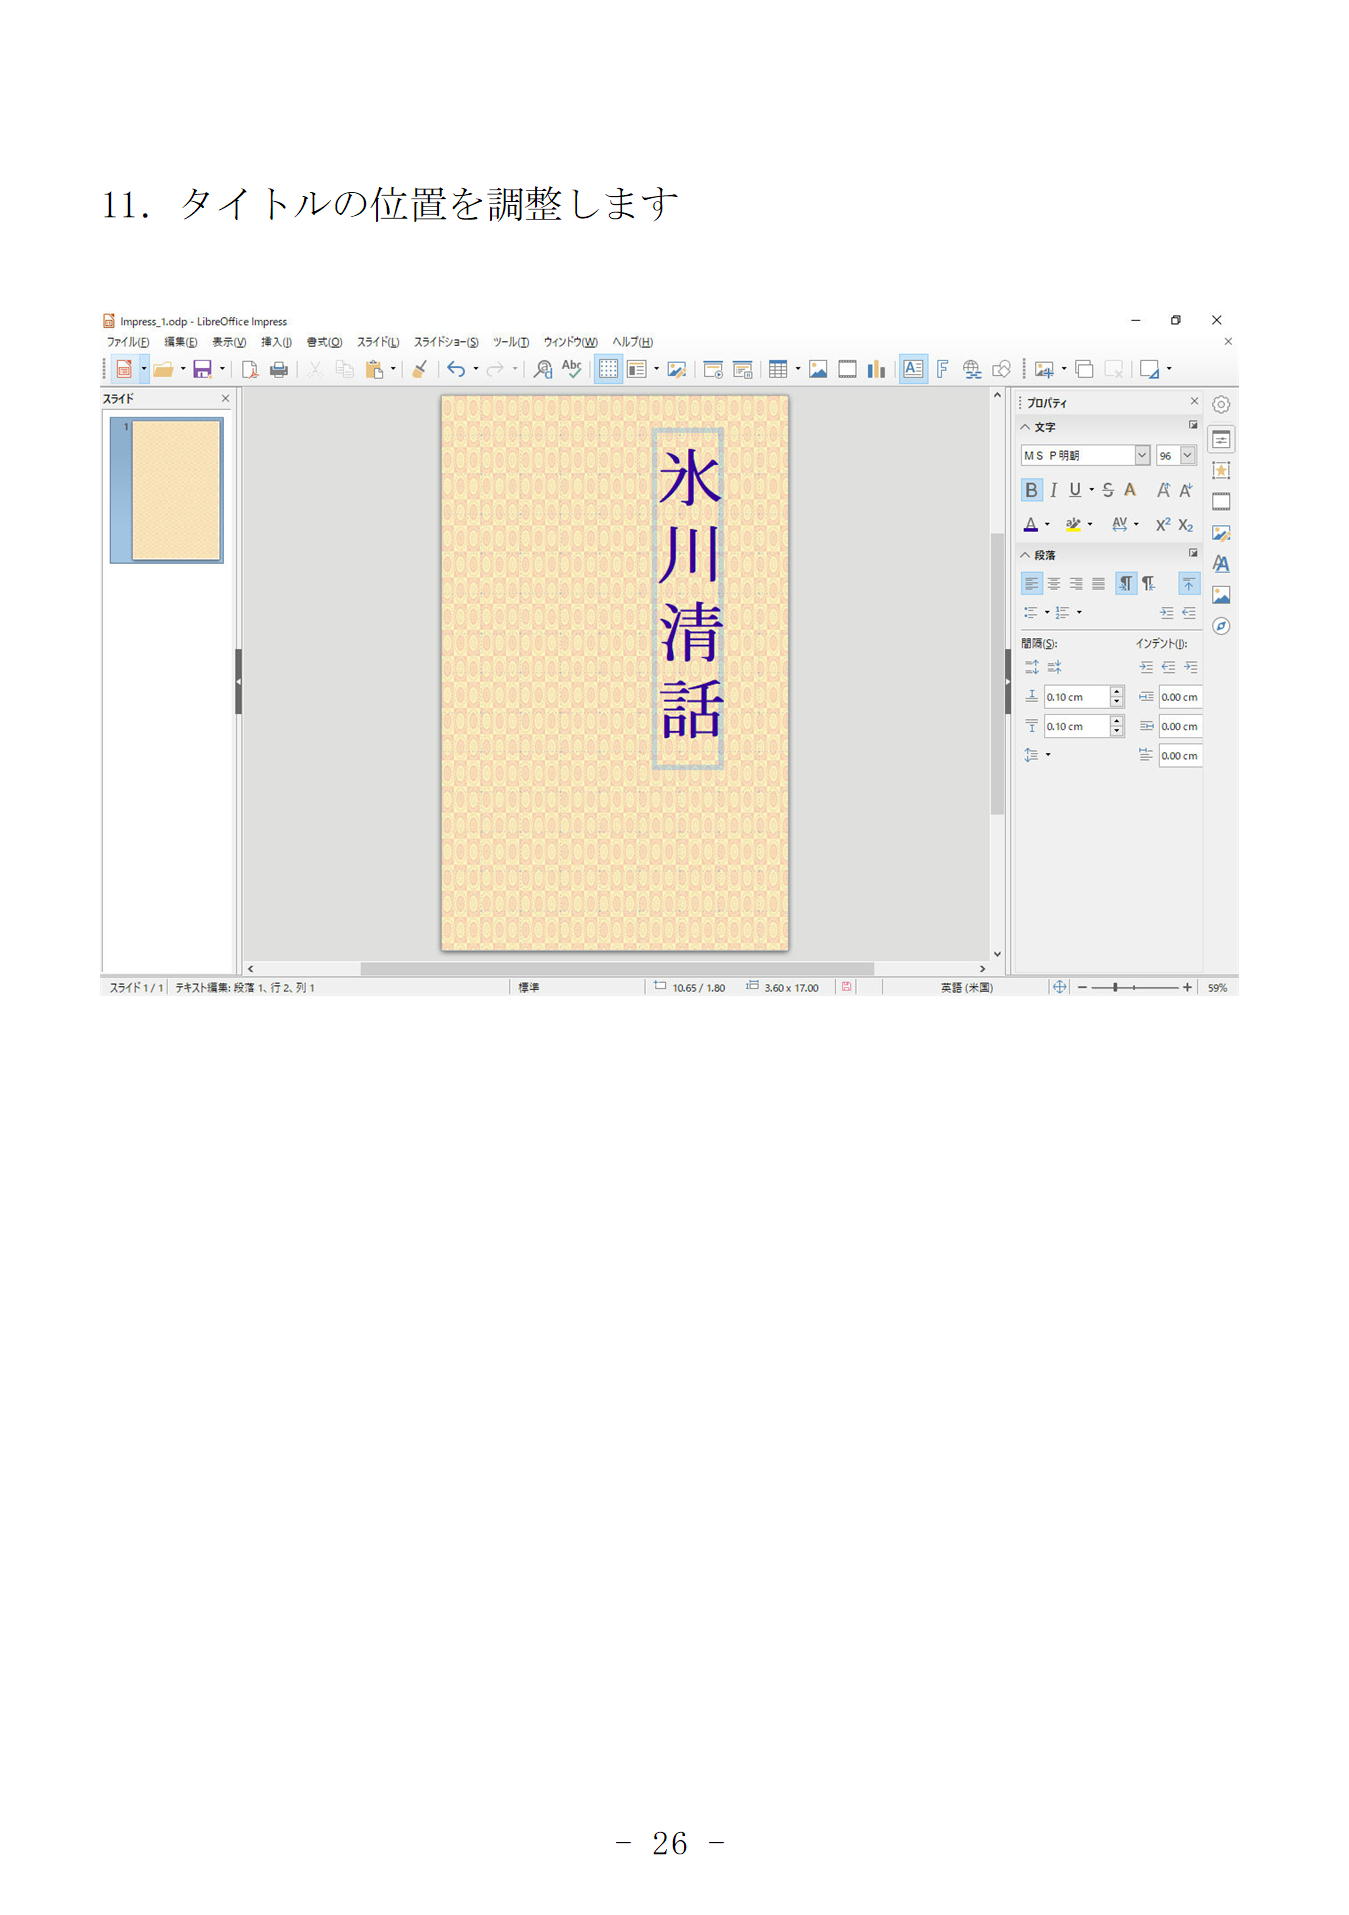 11. タイトルの位置を調整します
Impress_1.odp - LibreOffice Impress
ファイル(F) 編集(E) 表示(V) 挿入(I) 書式(O) スライド(L) スライドショー(S) ツール(T) ウィンドウ(W) ヘルプ(H)
スライド
1
氷川清話
プロパティ
文字
ＭＳ Ｐ明朝 96
段落
間隔(S): インデント(I):
0.10 cm 0.00 cm
0.10 cm 0.00 cm
0.00 cm
スライド 1 / 1 テキスト編集: 段落 1、行 2、列 1 標準 10.65 / 1.80 3.60 x 17.00 英語 (米国) 59%
- 26 -